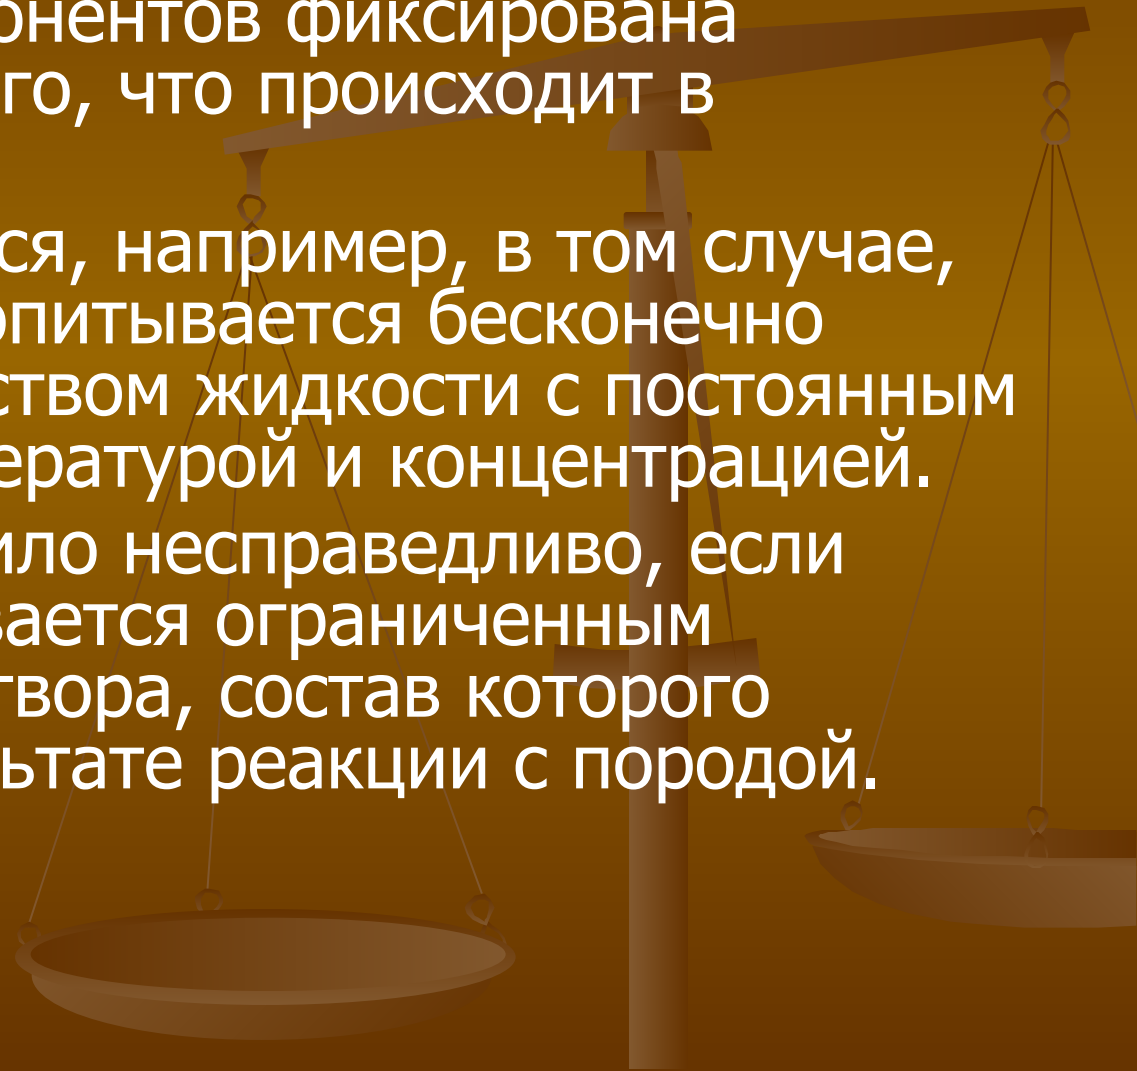 онентов фиксирована
го, что происходит в
ся, например, в том случае,
опитывается бесконечно
ством жидкости с постоянным
ературой и концентрацией.
ило несправедливо, если
вается ограниченным
твора, состав которого
ьтате реакции с породой.